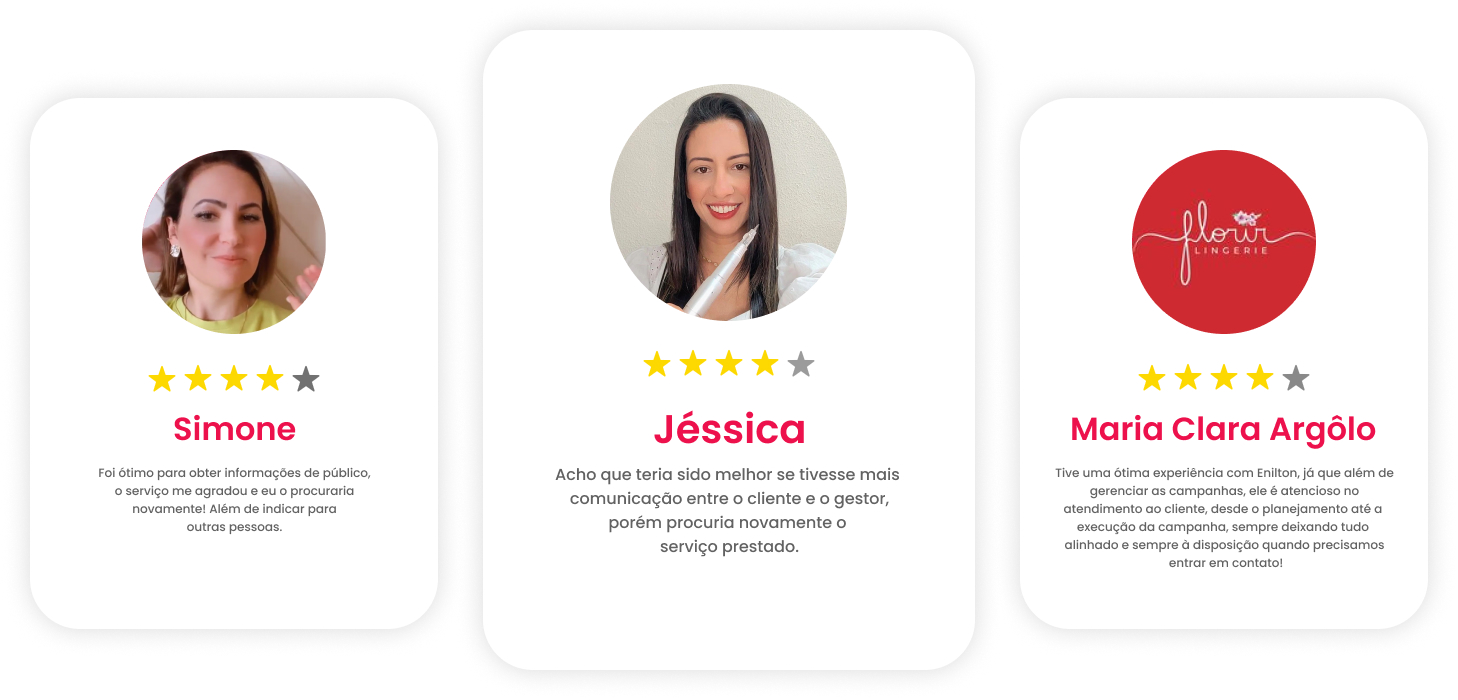 Simone
Foi ótimo para obter informações de público,
o serviço me agradou e eu o procuraria
novamente! Além de indicar para
outras pessoas.
Jéssica
Acho que teria sido melhor se tivesse mais
comunicação entre o cliente e o gestor,
porém procuria novamente o
serviço prestado.
florir
LINGERIE
Maria Clara Argôlo
Tive uma ótima experiência com Enilton, já que além de
gerenciar as campanhas, ele é atencioso no
atendimento ao cliente, desde o planejamento até a
execução da campanha, sempre deixando tudo
alinhado e sempre à disposição quando precisamos
entrar em contato!